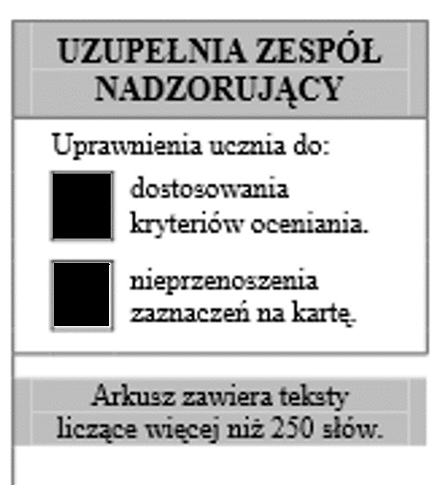 UZUPEŁNIA ZESPÓŁ
NADZORUJĄCY
Uprawnienia ucznia do:
dostosowania
kryteriów oceniania.
nieprzenoszenia
zaznaczeń na kartę.
Arkusz zawiera teksty
liczące więcej niż 250 słów.